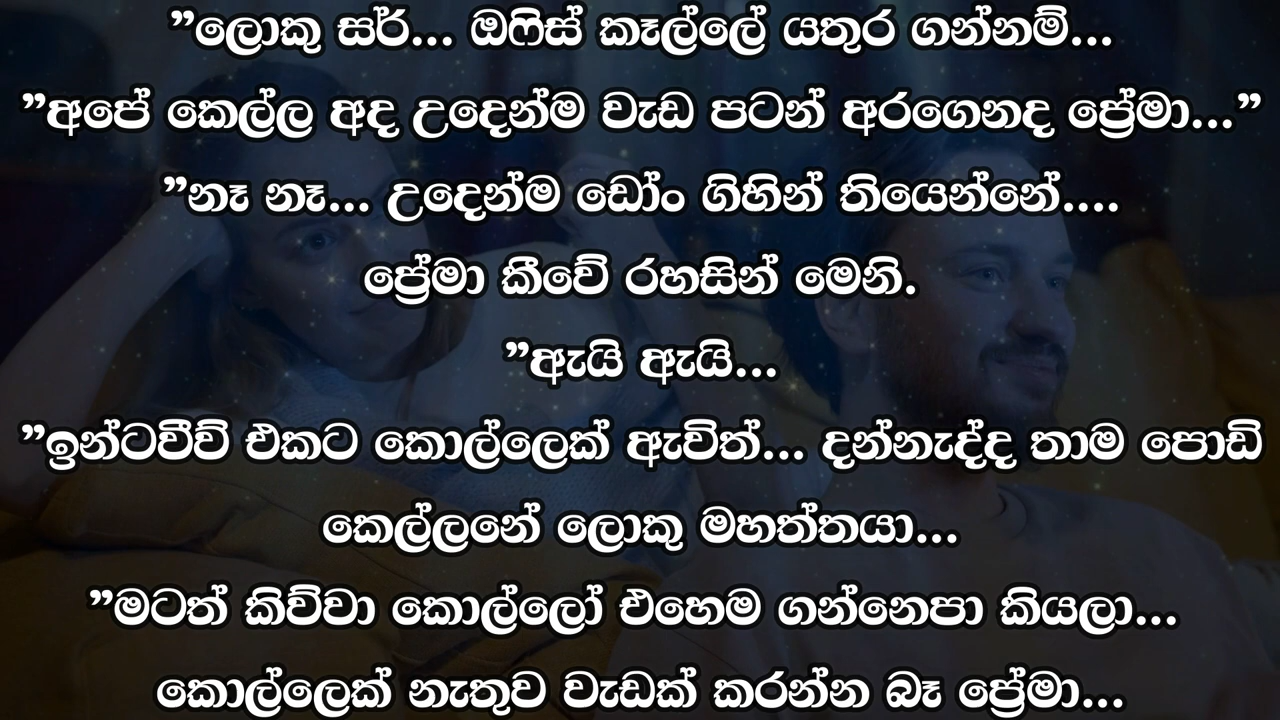 ”ලොකු සර්... ඔෆිස් කෑල්ලේ යතුර ගන්නම්...
”අපේ කෙල්ල අද උදෙන්ම වැඩ පටන් අරගෙනද ප්‍රේමා...”
”නෑ නෑ... උදෙන්ම ඩෝං ගිහින් තියෙන්නේ....
ප්‍රේමා කීවේ රහසින් මෙනි.
”ඇයි ඇයි...
”ඉන්ටවීව් එකට කොල්ලෙක් ඇවිත්... දන්නැද්ද තාම පොඩි
කෙල්ලනේ ලොකු මහත්තයා...
”මටත් කිව්වා කොල්ලෝ එහෙම ගන්නෙපා කියලා...
කොල්ලෙක් නැතුව වැඩක් කරන්න බෑ ප්‍රේමා...